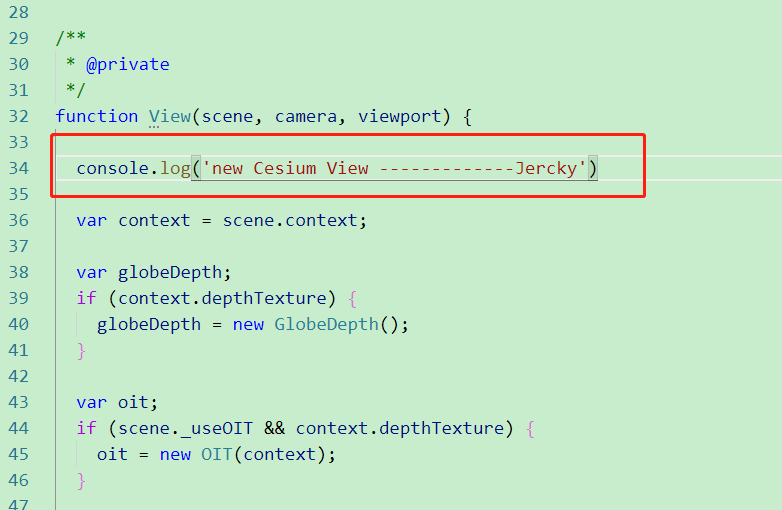 28
29 /**
30  * @private
31  */
32 function View(scene, camera, viewport) {
33
34   console.log('new Cesium View -------------Jercky')
35
36   var context = scene.context;
37
38   var globeDepth;
39   if (context.depthTexture) {
40     globeDepth = new GlobeDepth();
41   }
42
43   var oit;
44   if (scene._useOIT && context.depthTexture) {
45     oit = new OIT(context);
46   }
47